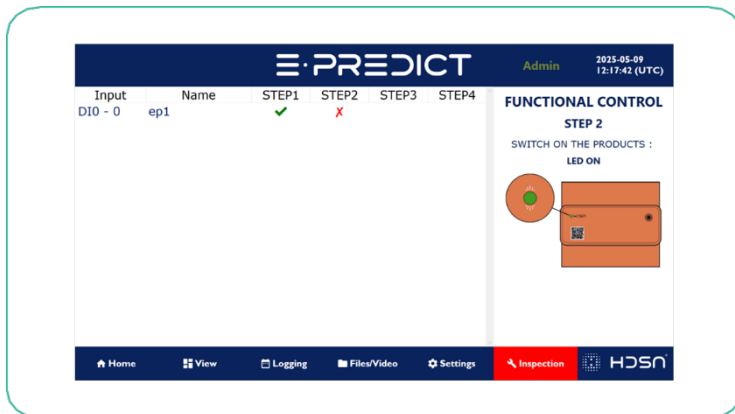 E·PREDICT
Admin
2025-05-09
12:17:42 (UTC)
Input Name STEP1 STEP2 STEP3 STEP4
DI0 - 0 ep1 ✔ ✗
FUNCTIONAL CONTROL
STEP 2
SWITCH ON THE PRODUCTS :
LED ON
Home View Logging Files/Video Settings Inspection HDSN